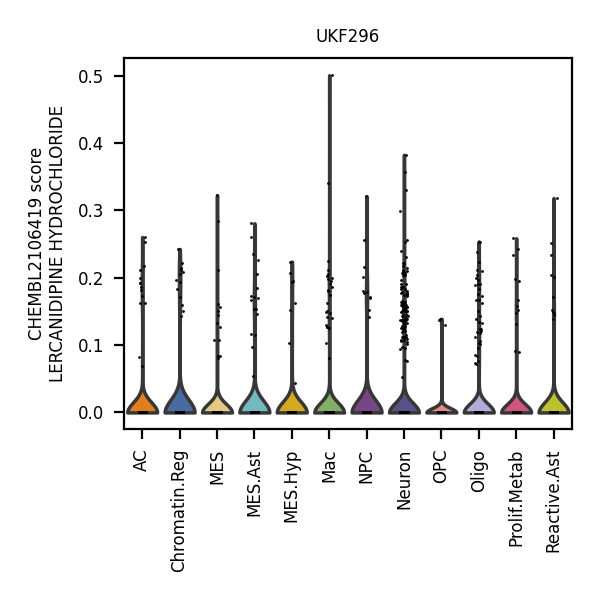 UKF296
CHEMBL2106419 score
LERCANIDIPINE HYDROCHLORIDE
0.5
0.4
0.3
0.2
0.1
0.0
AC
Chromatin.Reg
MES
MES.Ast
MES.Hyp
Mac
NPC
Neuron
OPC
Oligo
Prolif.Metab
Reactive.Ast